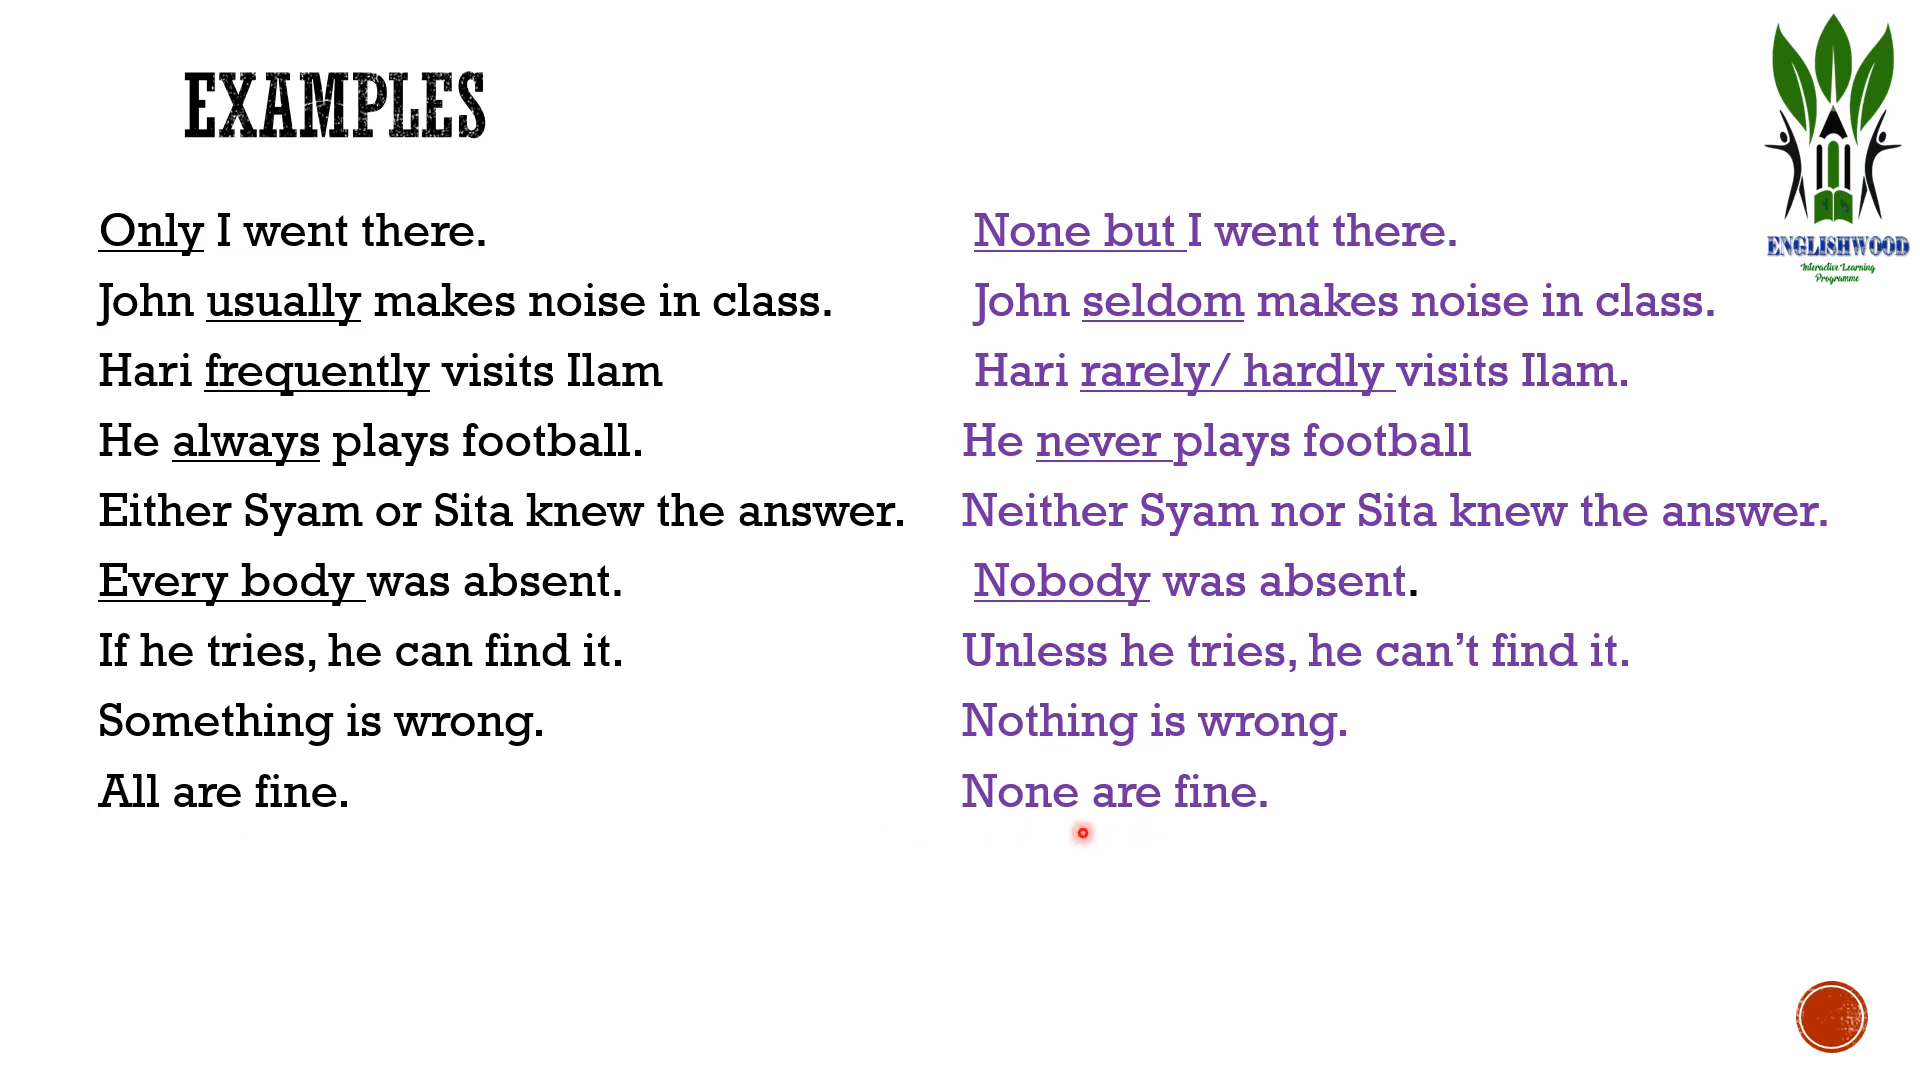 EXAMPLES
Only I went there. None but I went there.
John usually makes noise in class. John seldom makes noise in class.
Hari frequently visits Ilam Hari rarely/ hardly visits Ilam.
He always plays football. He never plays football
Either Syam or Sita knew the answer. Neither Syam nor Sita knew the answer.
Every body was absent. Nobody was absent.
If he tries, he can find it. Unless he tries, he can’t find it.
Something is wrong. Nothing is wrong.
All are fine. None are fine.
ENGLISHWOOD
Interactive Learning
Programme